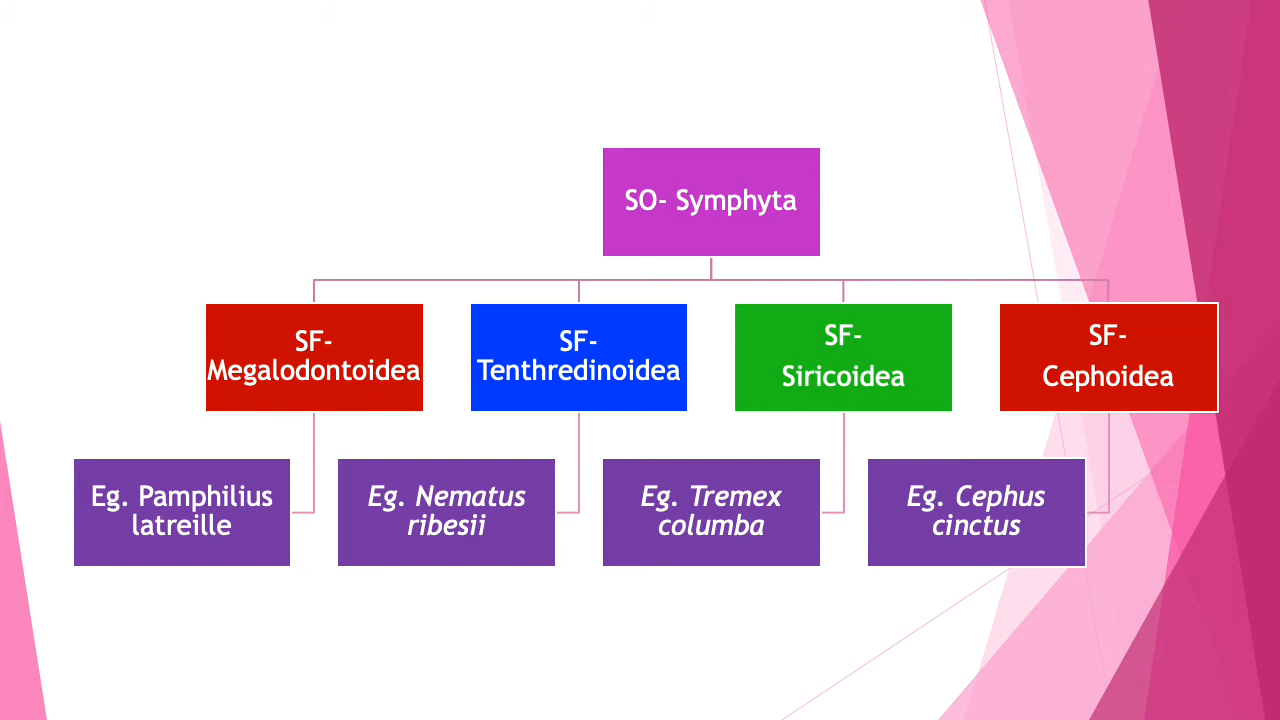 SO- Symphyta
SF-
Megalodontoidea
SF-
Tenthredinoidea
SF-
Siricoidea
SF-
Cephoidea
Eg. Pamphilius
latreille
Eg. Nematus
ribesii
Eg. Tremex
columba
Eg. Cephus
cinctus